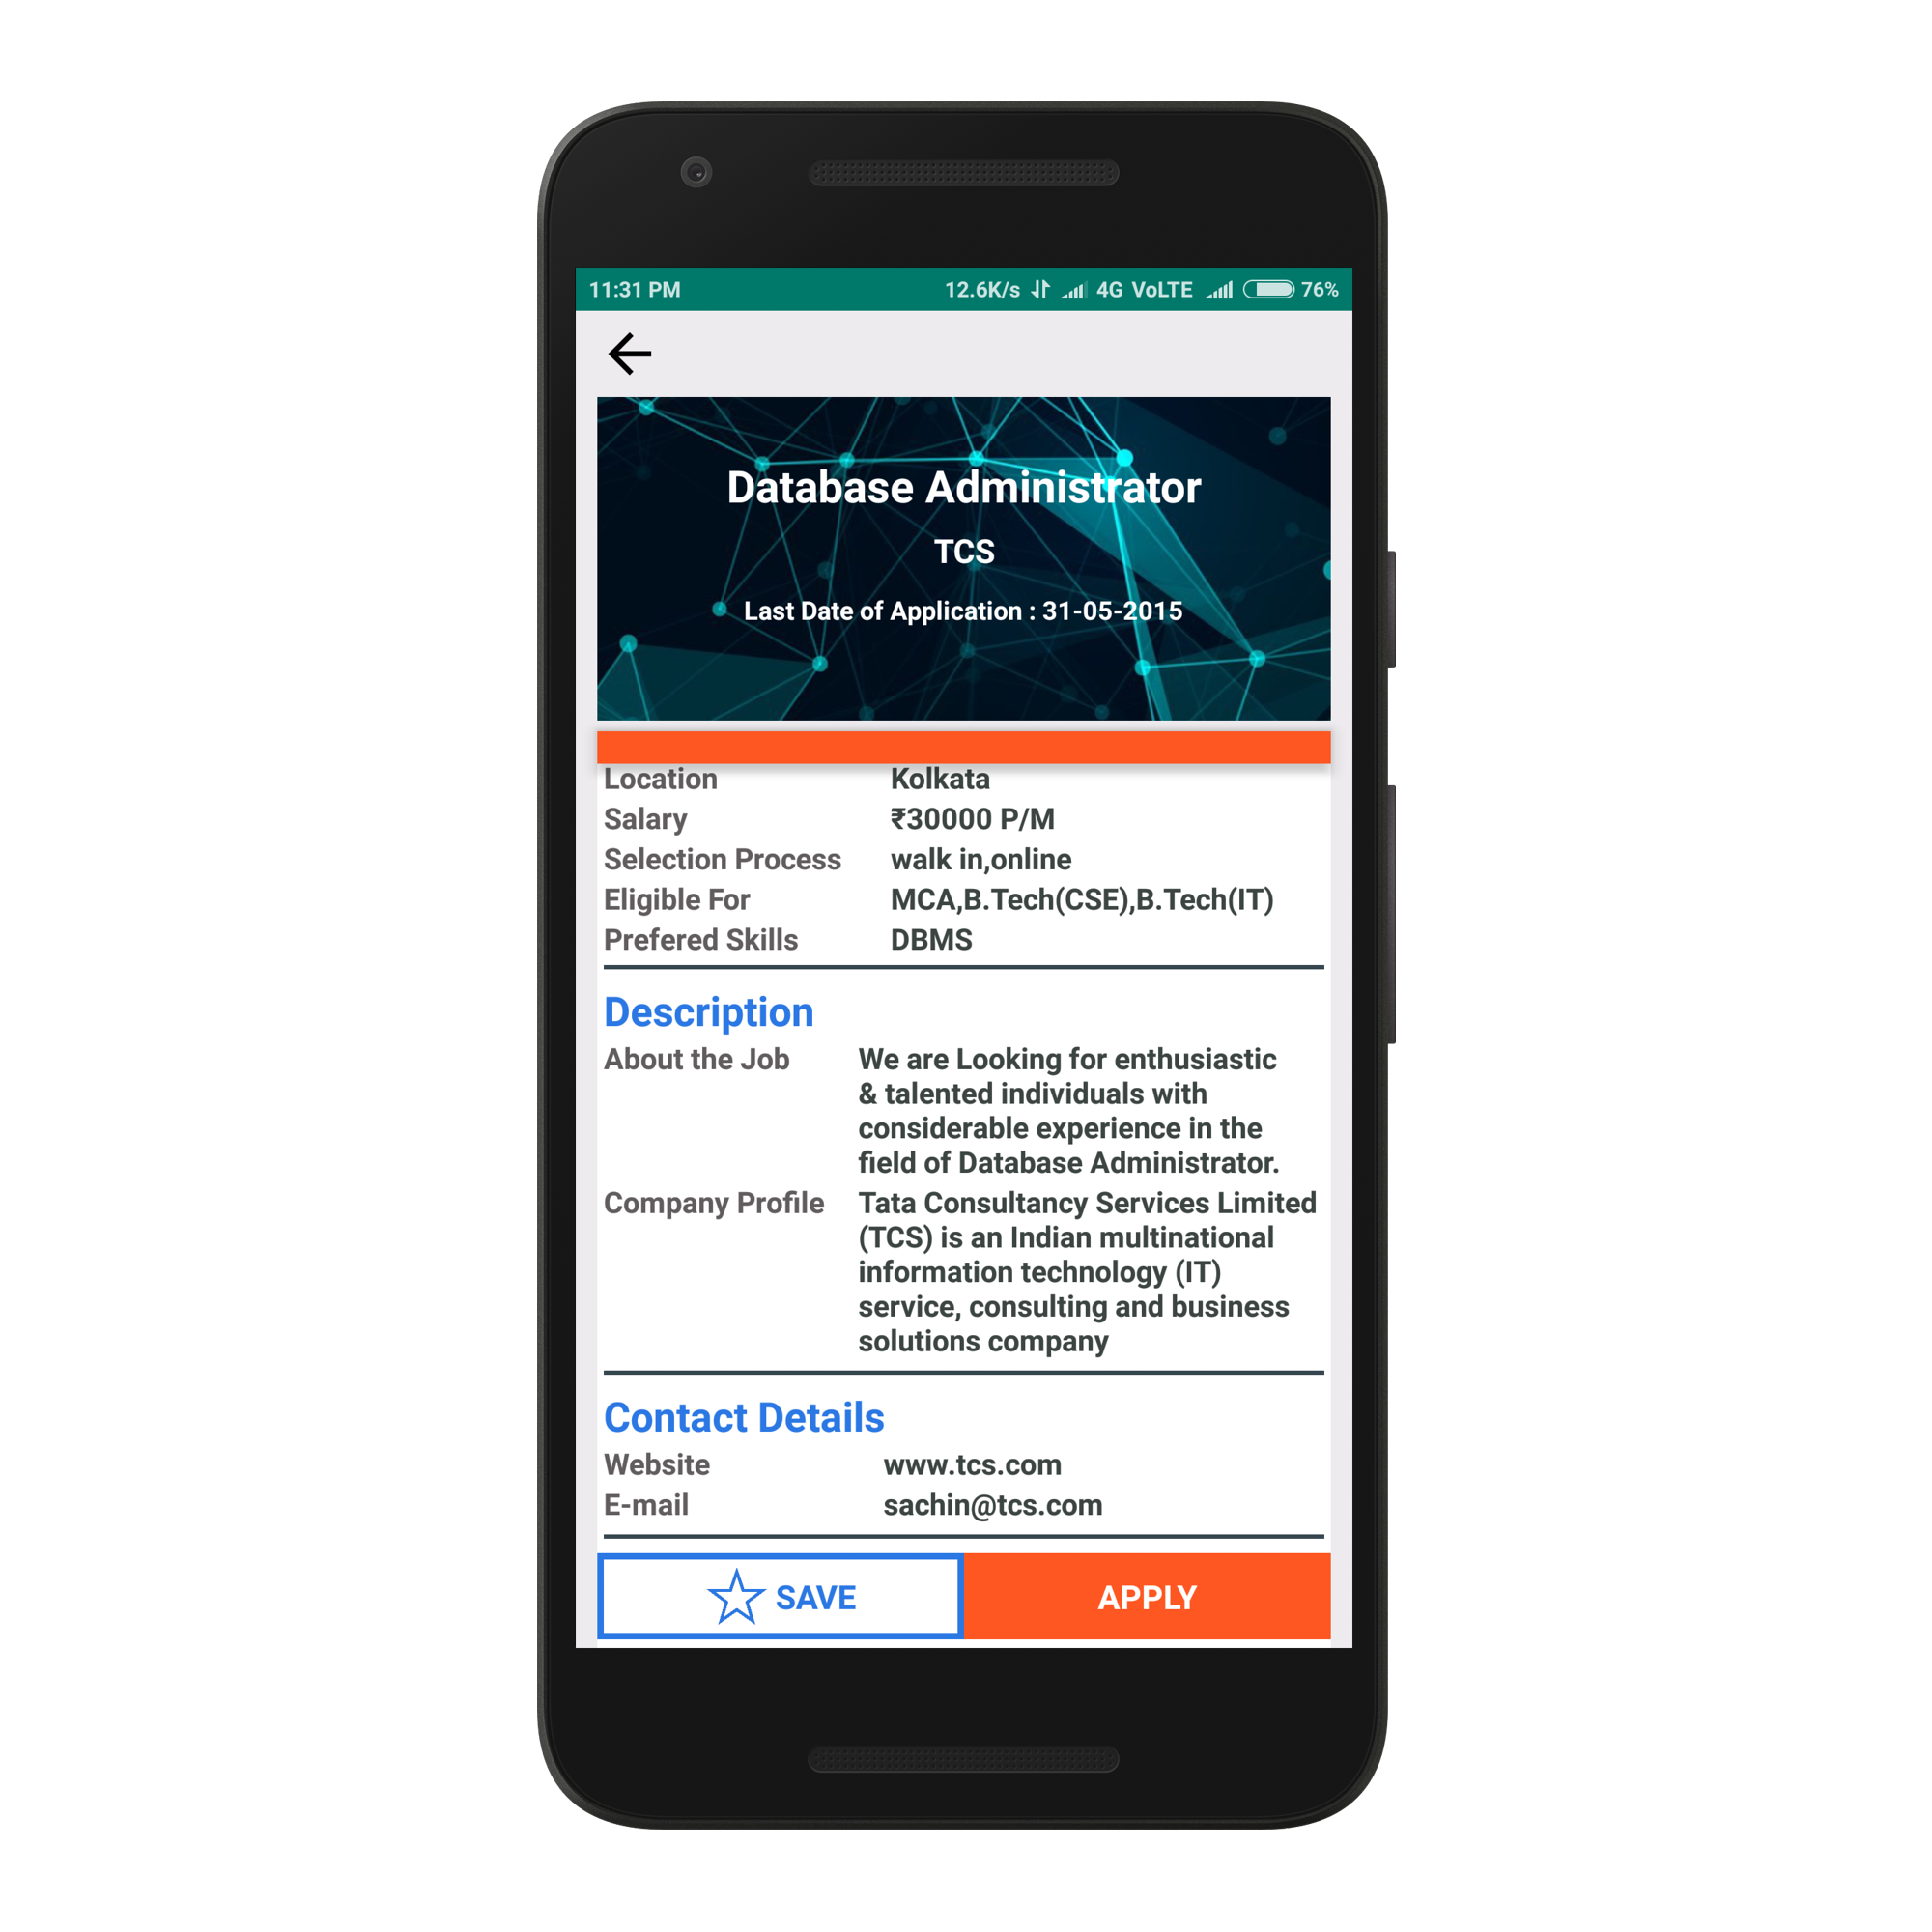 11:31 PM 12.6K/s 4G VoLTE 76%
Database Administrator
TCS
Last Date of Application : 31-05-2015
Location Kolkata
Salary ₹30000 P/M
Selection Process walk in,online
Eligible For MCA,B.Tech(CSE),B.Tech(IT)
Prefered Skills DBMS
Description
About the Job We are Looking for enthusiastic
& talented individuals with
considerable experience in the
field of Database Administrator.
Company Profile Tata Consultancy Services Limited
(TCS) is an Indian multinational
information technology (IT)
service, consulting and business
solutions company
Contact Details
Website www.tcs.com
E-mail sachin@tcs.com
SAVE APPLY